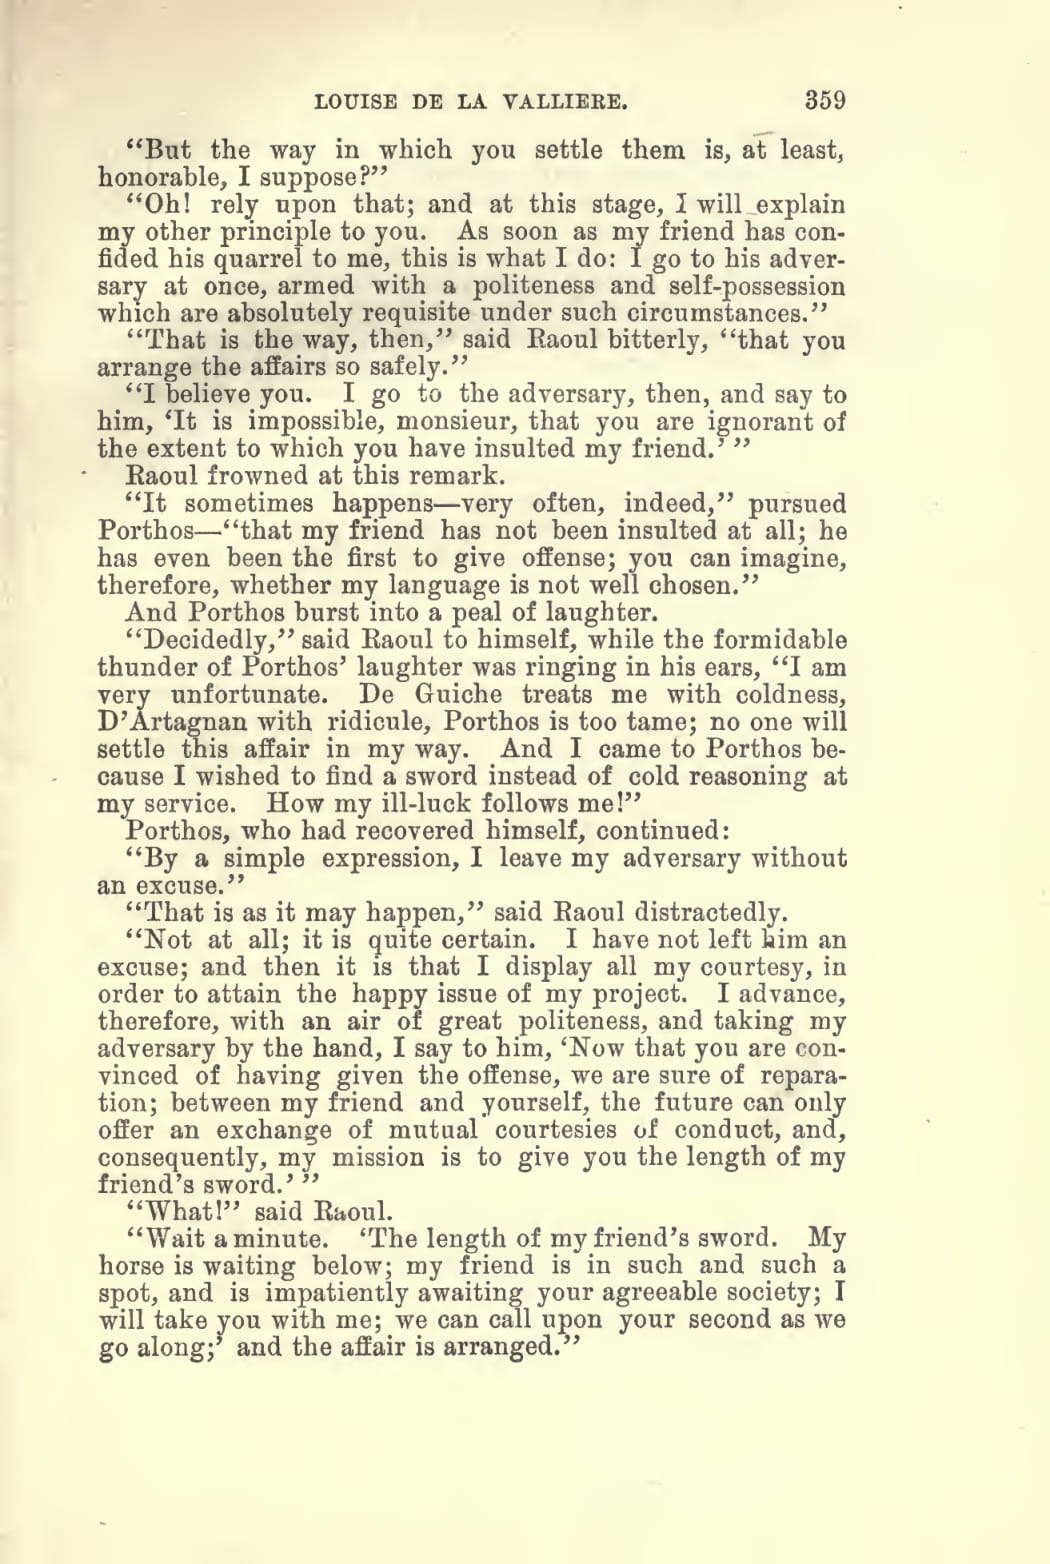 LOUISE DE LA VALLIERE. 359
“But the way in which you settle them is, at least,
honorable, I suppose?”
“Oh! rely upon that; and at this stage, I will explain
my other principle to you. As soon as my friend has con-
fided his quarrel to me, this is what I do: I go to his adver-
sary at once, armed with a politeness and self-possession
which are absolutely requisite under such circumstances.”
“That is the way, then,” said Raoul bitterly, “that you
arrange the affairs so safely.”
“I believe you. I go to the adversary, then, and say to
him, ‘It is impossible, monsieur, that you are ignorant of
the extent to which you have insulted my friend.’ ”
Raoul frowned at this remark.
“It sometimes happens—very often, indeed,” pursued
Porthos—“that my friend has not been insulted at all; he
has even been the first to give offense; you can imagine,
therefore, whether my language is not well chosen.”
And Porthos burst into a peal of laughter.
“Decidedly,” said Raoul to himself, while the formidable
thunder of Porthos’ laughter was ringing in his ears, “I am
very unfortunate. De Guiche treats me with coldness,
D’Artagnan with ridicule, Porthos is too tame; no one will
settle this affair in my way. And I came to Porthos be-
cause I wished to find a sword instead of cold reasoning at
my service. How my ill-luck follows me!”
Porthos, who had recovered himself, continued:
“By a simple expression, I leave my adversary without
an excuse.”
“That is as it may happen,” said Raoul distractedly.
“Not at all; it is quite certain. I have not left him an
excuse; and then it is that I display all my courtesy, in
order to attain the happy issue of my project. I advance,
therefore, with an air of great politeness, and taking my
adversary by the hand, I say to him, ‘Now that you are con-
vinced of having given the offense, we are sure of repara-
tion; between my friend and yourself, the future can only
offer an exchange of mutual courtesies of conduct, and,
consequently, my mission is to give you the length of my
friend’s sword.’ ”
“What!” said Raoul.
“Wait a minute. ‘The length of my friend’s sword. My
horse is waiting below; my friend is in such and such a
spot, and is impatiently awaiting your agreeable society; I
will take you with me; we can call upon your second as we
go along;’ and the affair is arranged.”